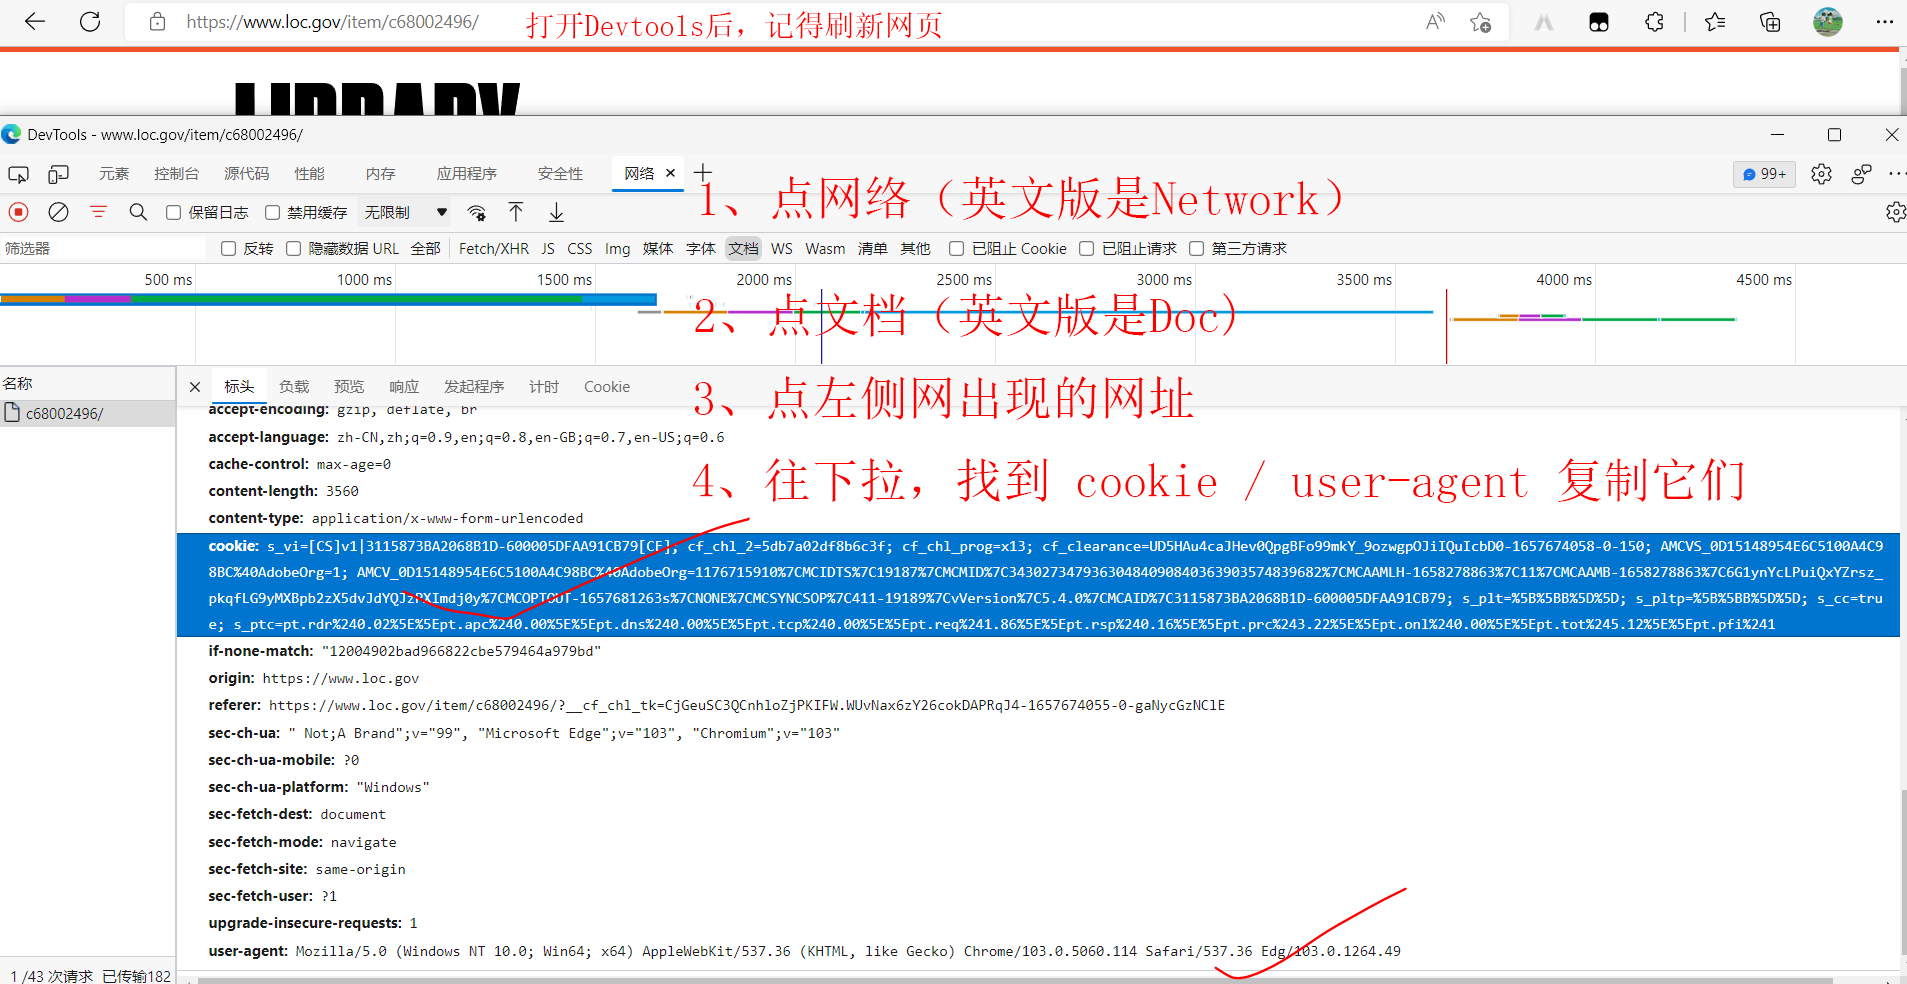 https://www.loc.gov/item/c68002496/
打开Devtools后，记得刷新网页
LIBRARY
DevTools - www.loc.gov/item/c68002496/
元素 控制台 源代码 性能 内存 应用程序 安全性 网络
99+
1、点网络（英文版是Network）
保留日志 禁用缓存 无限制
筛选器 反转 隐藏数据 URL 全部 Fetch/XHR JS CSS Img 媒体 字体 文档 WS Wasm 清单 其他 已阻止 Cookie 已阻止请求 第三方请求
500 ms 1000 ms 1500 ms 2000 ms 2500 ms 3000 ms 3500 ms 4000 ms 4500 ms
2、点文档（英文版是Doc）
名称
标头 负载 预览 响应 发起程序 计时 Cookie
3、点左侧网出现的网址
c68002496/
accept-encoding: gzip, deflate, br
accept-language: zh-CN,zh;q=0.9,en;q=0.8,en-GB;q=0.7,en-US;q=0.6
cache-control: max-age=0
4、往下拉，找到 cookie / user-agent 复制它们
content-length: 3560
content-type: application/x-www-form-urlencoded
cookie: s_vi=[CS]v1|3115873BA2068B1D-600005DFAA91CB79[CE]; cf_chl_2=5db7a02df8b6c3f; cf_chl_prog=x13; cf_clearance=UD5HAu4caJHev0QpgBFo99mkY_9ozwgpOJiIQuIcbD0-1657674058-0-150; AMCVS_0D15148954E6C5100A4C9
8BC%40AdobeOrg=1; AMCV_0D15148954E6C5100A4C98BC%40AdobeOrg=1176715910%7CMCIDTS%7C19187%7CMCMID%7C34302734793630484090840363903574839682%7CMCAAMLH-1658278863%7C11%7CMCAAMB-1658278863%7C6G1ynYcLPuiQxYZrsz_
pkqfLG9yMXBpb2zX5dvJdYQJzPXImdj0y%7CMCOPTOUT-1657681263s%7CNONE%7CMCSYNCSOP%7C411-19189%7CvVersion%7C5.4.0%7CMCAID%7C3115873BA2068B1D-600005DFAA91CB79; s_plt=%5B%5BB%5D%5D; s_pltp=%5B%5BB%5D%5D; s_cc=tru
e; s_ptc=pt.rdr%240.02%5E%5Ept.apc%240.00%5E%5Ept.dns%240.00%5E%5Ept.tcp%240.00%5E%5Ept.req%241.86%5E%5Ept.rsp%240.16%5E%5Ept.prc%243.22%5E%5Ept.onl%240.00%5E%5Ept.tot%245.12%5E%5Ept.pfi%241
if-none-match: "12004902bad966822cbe579464a979bd"
origin: https://www.loc.gov
referer: https://www.loc.gov/item/c68002496/?__cf_chl_tk=CjGeuSC3QCnhloZjPKIFW.WUvNax6zY26cokDAPRqJ4-1657674055-0-gaNycGzNClE
sec-ch-ua: " Not;A Brand";v="99", "Microsoft Edge";v="103", "Chromium";v="103"
sec-ch-ua-mobile: ?0
sec-ch-ua-platform: "Windows"
sec-fetch-dest: document
sec-fetch-mode: navigate
sec-fetch-site: same-origin
sec-fetch-user: ?1
upgrade-insecure-requests: 1
user-agent: Mozilla/5.0 (Windows NT 10.0; Win64; x64) AppleWebKit/537.36 (KHTML, like Gecko) Chrome/103.0.5060.114 Safari/537.36 Edg/103.0.1264.49
1 /43 次请求 已传输182